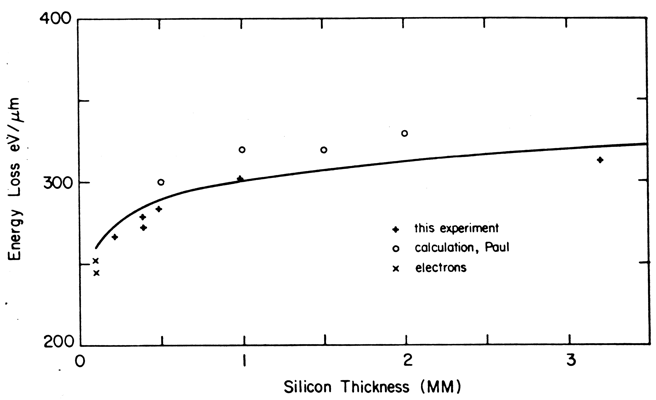 400
300
200
0
1
2
3
Energy Loss eV/μm
Silicon Thickness (MM)
+ this experiment
o calculation, Paul
x electrons